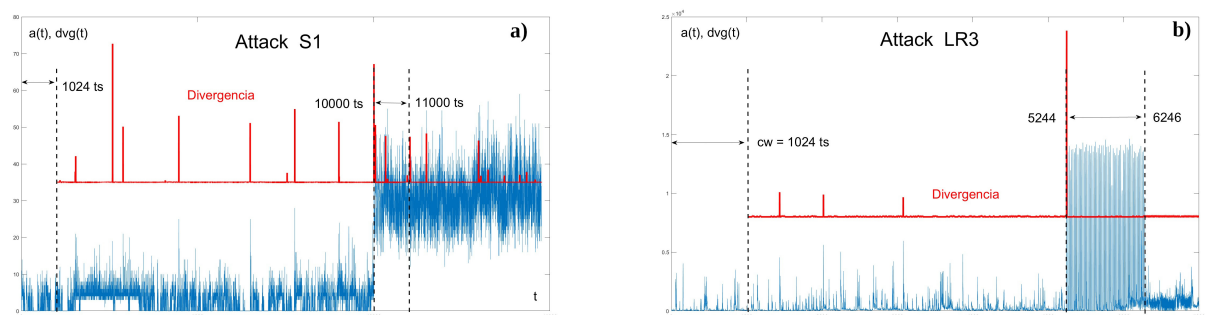 80
70
60
50
40
30
20
10
0
a(t), dvg(t)
Attack S1
a)
1024 ts
Divergencia
10000 ts
11000 ts
t
×10⁴
2.5
2
1.5
1
0.5
0
a(t), dvg(t)
Attack LR3
b)
5244
6246
cw = 1024 ts
Divergencia